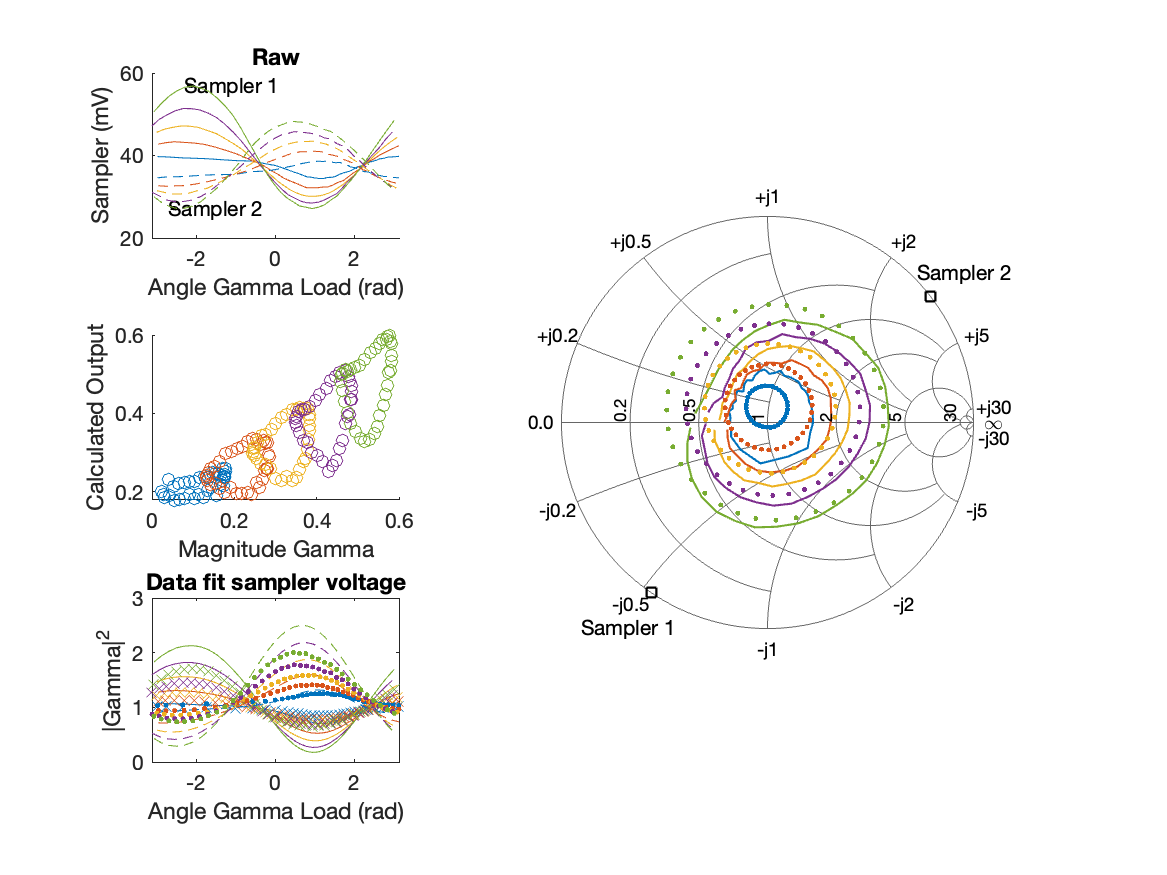 Raw
Sampler 1
Sampler 2
60
40
20
Sampler (mV)
-2
0
2
Angle Gamma Load (rad)
0.6
0.4
0.2
Calculated Output
0
0.2
0.4
0.6
Magnitude Gamma
Data fit sampler voltage
3
2
1
0
|Gamma|2
-2
0
2
Angle Gamma Load (rad)
+j1
+j0.5
+j2
Sampler 2
+j0.2
+j5
0.0
0.2
0.5
1
2
5
30
+j30
∞
-j30
-j0.2
-j5
-j0.5
-j2
Sampler 1
-j1